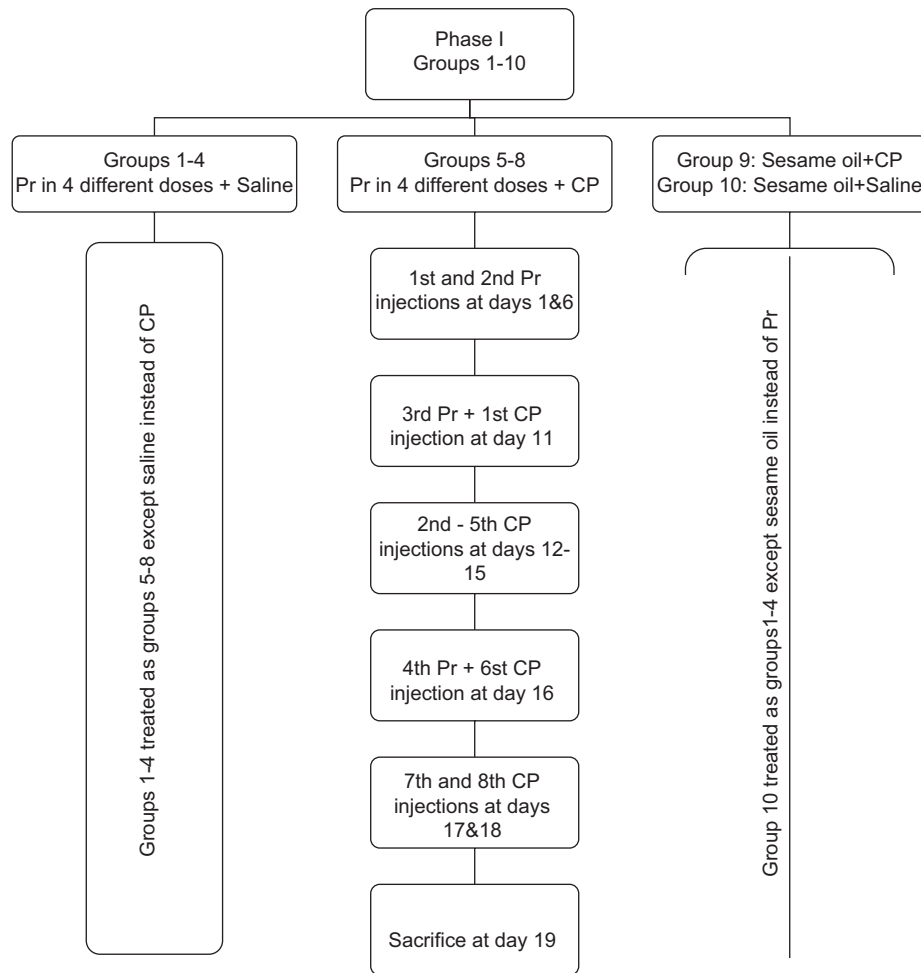 Phase I
Groups 1-10
Groups 1-4
Pr in 4 different doses + Saline
Groups 5-8
Pr in 4 different doses + CP
Group 9: Sesame oil+CP
Group 10: Sesame oil+Saline
Groups 1-4 treated as groups 5-8 except saline instead of CP
1st and 2nd Pr
injections at days 1&6
3rd Pr + 1st CP
injection at day 11
2nd - 5th CP
injections at days 12-
15
4th Pr + 6st CP
injection at day 16
7th and 8th CP
injections at days
17&18
Sacrifice at day 19
Group 10 treated as groups1-4 except sesame oil instead of Pr